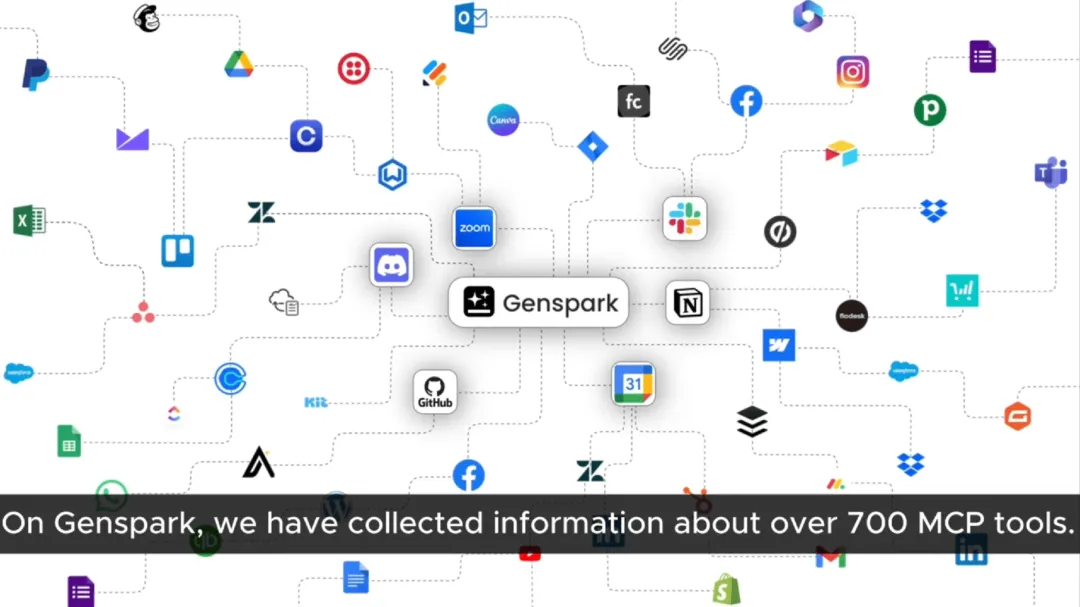 Canva
fc
zoom
Genspark
31
GitHub
flodesk
salesforce
salesforce
Kit
On Genspark, we have collected information about over 700 MCP tools.